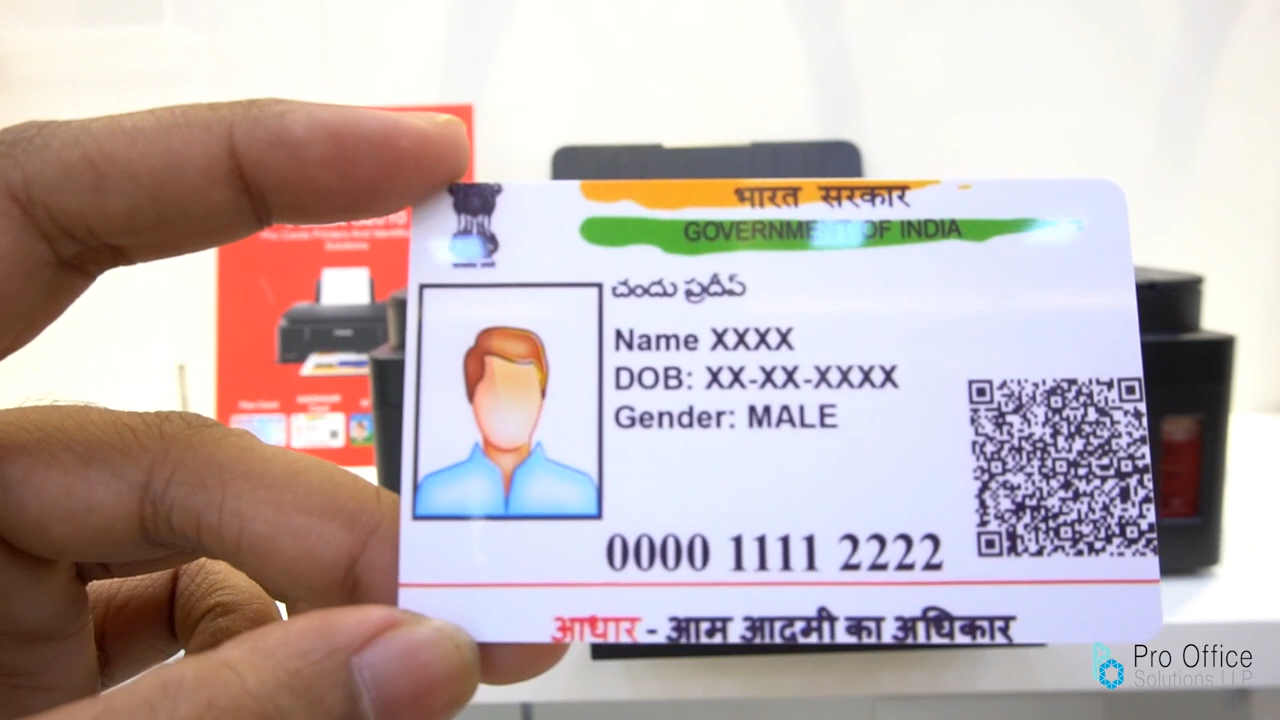 भारत सरकार
GOVERNMENT OF INDIA
చందు ప్రదీప్
Name XXXX
DOB: XX-XX-XXXX
Gender: MALE
0000 1111 2222
आधार - आम आदमी का अधिकार
Pro Office
Solutions LLP